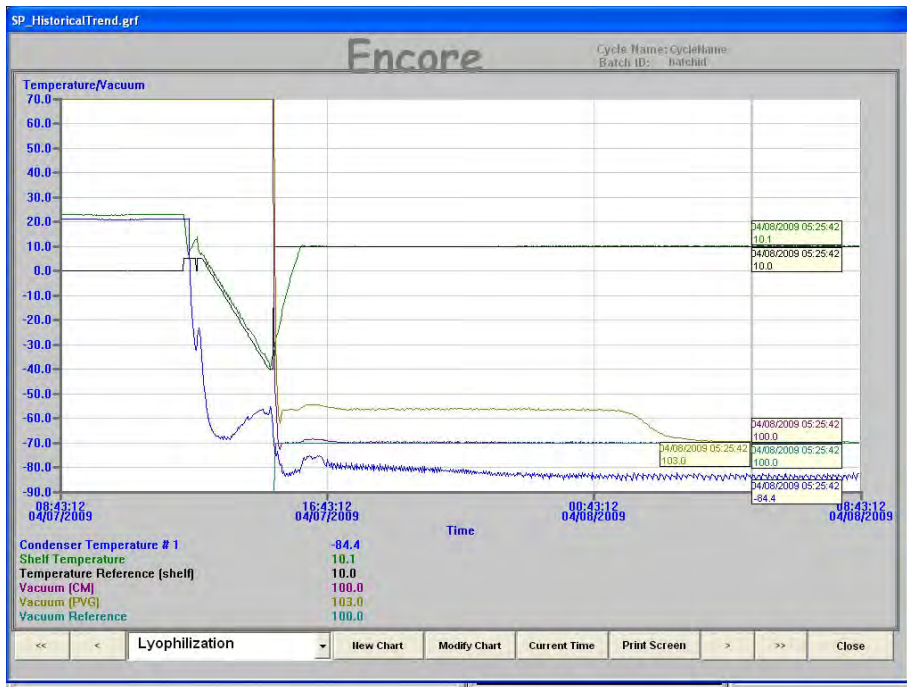 SP_HistoricalTrend.grf
Encore
Cycle Name: CycleName
Batch ID: batchid
Temperature/Vacuum
70.0
60.0
50.0
40.0
30.0
20.0
10.0
0.0
-10.0
-20.0
-30.0
-40.0
-50.0
-60.0
-70.0
-80.0
-90.0
04/08/2009 05:25:42
10.1
04/08/2009 05:25:42
10.0
04/08/2009 05:25:42
100.0
04/08/2009 05:25:42
103.0
04/08/2009 05:25:42
100.0
04/08/2009 05:25:42
-84.4
08:43:12 16:43:12 00:43:12 08:43:12
04/07/2009 04/07/2009 04/08/2009 04/08/2009
Time
Condenser Temperature # 1 -84.4
Shelf Temperature 10.1
Temperature Reference (shelf) 10.0
Vacuum (CM) 100.0
Vacuum (PVG) 103.0
Vacuum Reference 100.0
<< < Lyophilization New Chart Modify Chart Current Time Print Screen > >> Close